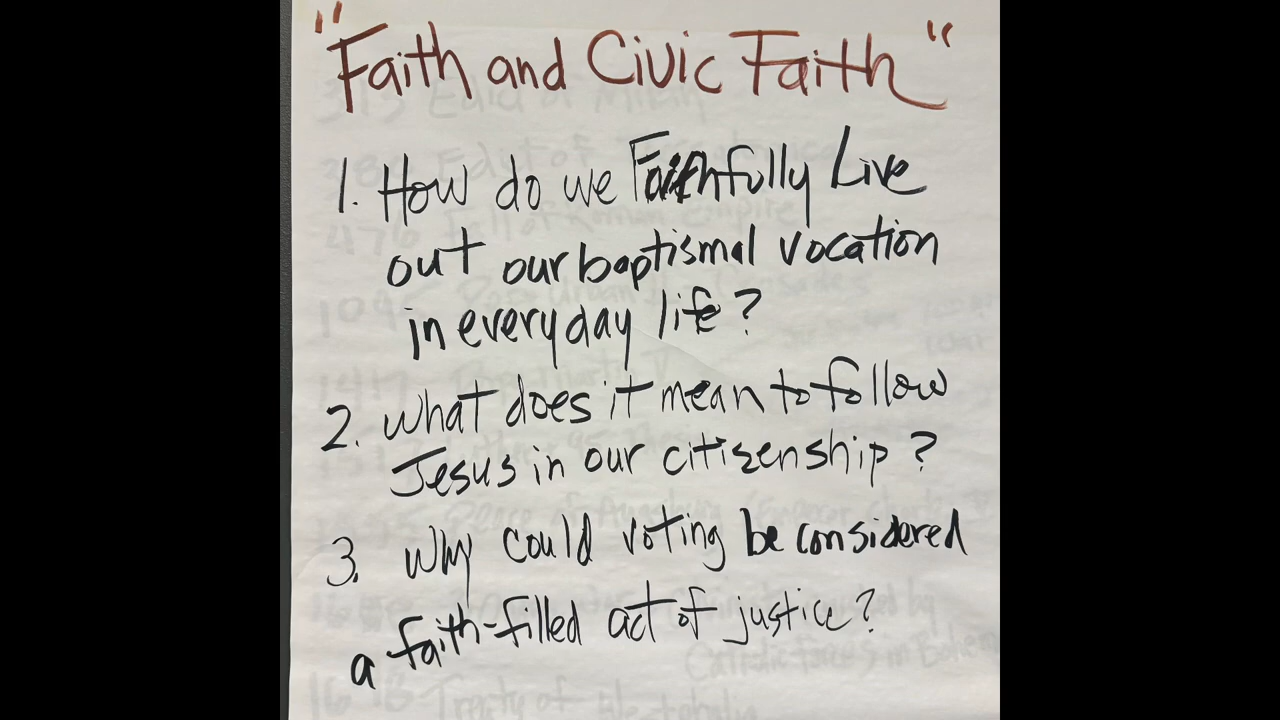 "Faith and Civic Faith"
1. How do we Faithfully Live
out our baptismal vocation
in everyday life?
2. What does it mean to follow
Jesus in our citizenship?
3. Why could voting be considered
a faith-filled act of justice?